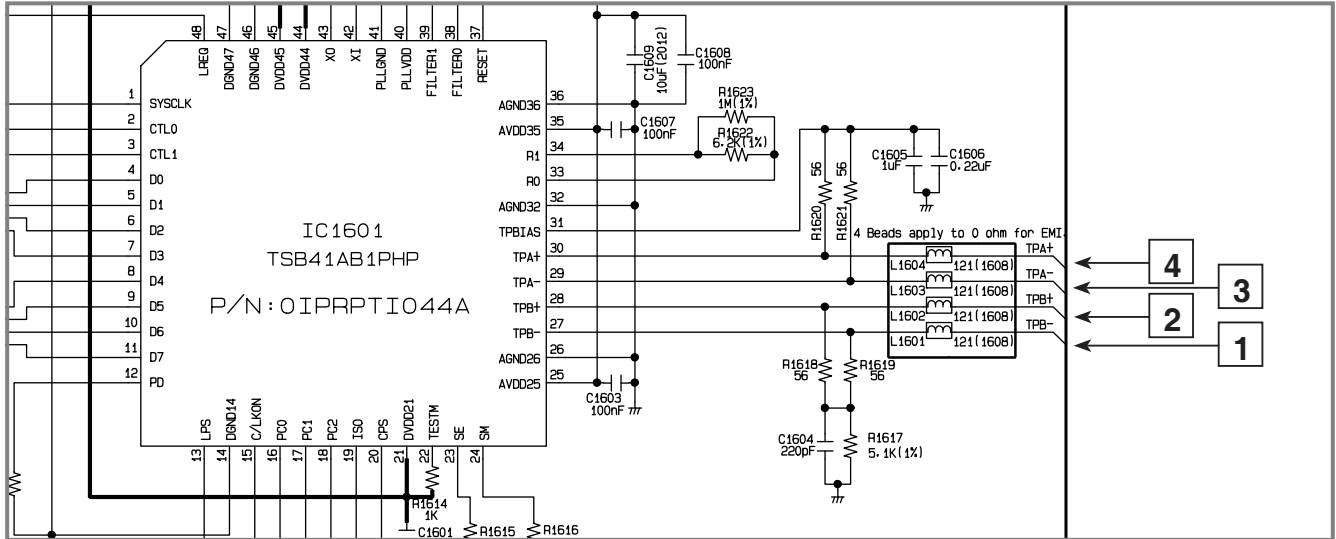 48 47 46 45 44 43 42 41 40 39 38 37
LREQ DGND47 DGND46 DVDD45 DVDD44 XO XI PLLGND PLLVDD FILTER1 FILTER0 RESET
C1609
10uF(2012)
C1608
100nF
1 SYSCLK
2 CTL0
3 CTL1
4 D0
5 D1
6 D2
7 D3
8 D4
9 D5
10 D6
11 D7
12 PD
IC1601
TSB41AB1PHP
P/N:0IPRPTI044A
AGND36 36
AVDD35 35
R1 34
R0 33
AGND32 32
TPBIAS 31
TPA+ 30
TPA- 29
TPB+ 28
TPB- 27
AGND26 26
AVDD25 25
C1607
100nF
R1623
1M(1%)
R1622
6.2K(1%)
56
R1620
56
R1621
C1605
1uF
C1606
0.22uF
4 Beads apply to 0 ohm for EMI.
L1604 121(1608) TPA+
L1603 121(1608) TPA-
L1602 121(1608) TPB+
L1601 121(1608) TPB-
4
3
2
1
C1603
100nF
R1618
56
R1619
56
C1604
220pF
R1617
5.1K(1%)
LPS DGND14 C/LKON PC0 PC1 PC2 ISO CPS DVDD21 TESTM SE SM
13 14 15 16 17 18 19 20 21 22 23 24
R1614
1K
C1601
R1615
R1616